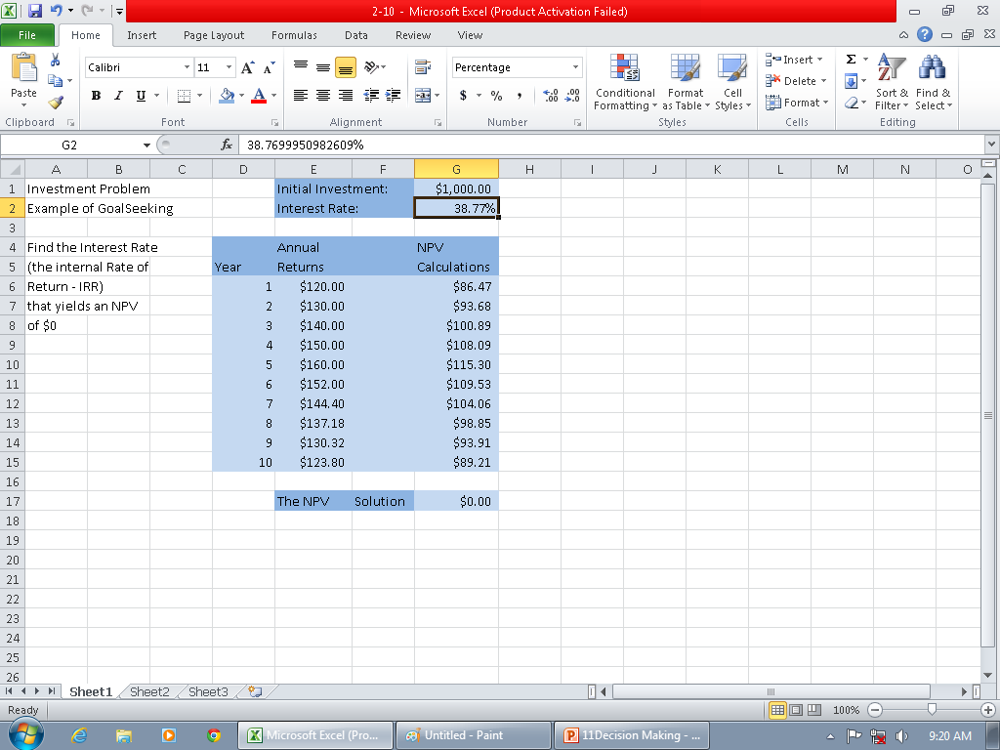 2-10 - Microsoft Excel (Product Activation Failed)
File Home Insert Page Layout Formulas Data Review View
Paste
Calibri 11
B I U
Percentage
$ % ,
Conditional Formatting
Format as Table
Cell Styles
Insert
Delete
Format
Sort & Filter
Find & Select
Clipboard Font Alignment Number Styles Cells Editing
G2 fx 38.7699950982609%
A B C D E F G H I J K L M N O
1 Investment Problem Initial Investment: $1,000.00
2 Example of GoalSeeking Interest Rate: 38.77%
3
4 Find the Interest Rate Annual NPV
5 (the internal Rate of Year Returns Calculations
6 Return - IRR) 1 $120.00 $86.47
7 that yields an NPV 2 $130.00 $93.68
8 of $0 3 $140.00 $100.89
9 4 $150.00 $108.09
10 5 $160.00 $115.30
11 6 $152.00 $109.53
12 7 $144.40 $104.06
13 8 $137.18 $98.85
14 9 $130.32 $93.91
15 10 $123.80 $89.21
16
17 The NPV Solution $0.00
18
19
20
21
22
23
24
25
26
Sheet1 Sheet2 Sheet3
Ready 100%
Microsoft Excel (Pro... Untitled - Paint 11Decision Making - ... 9:20 AM